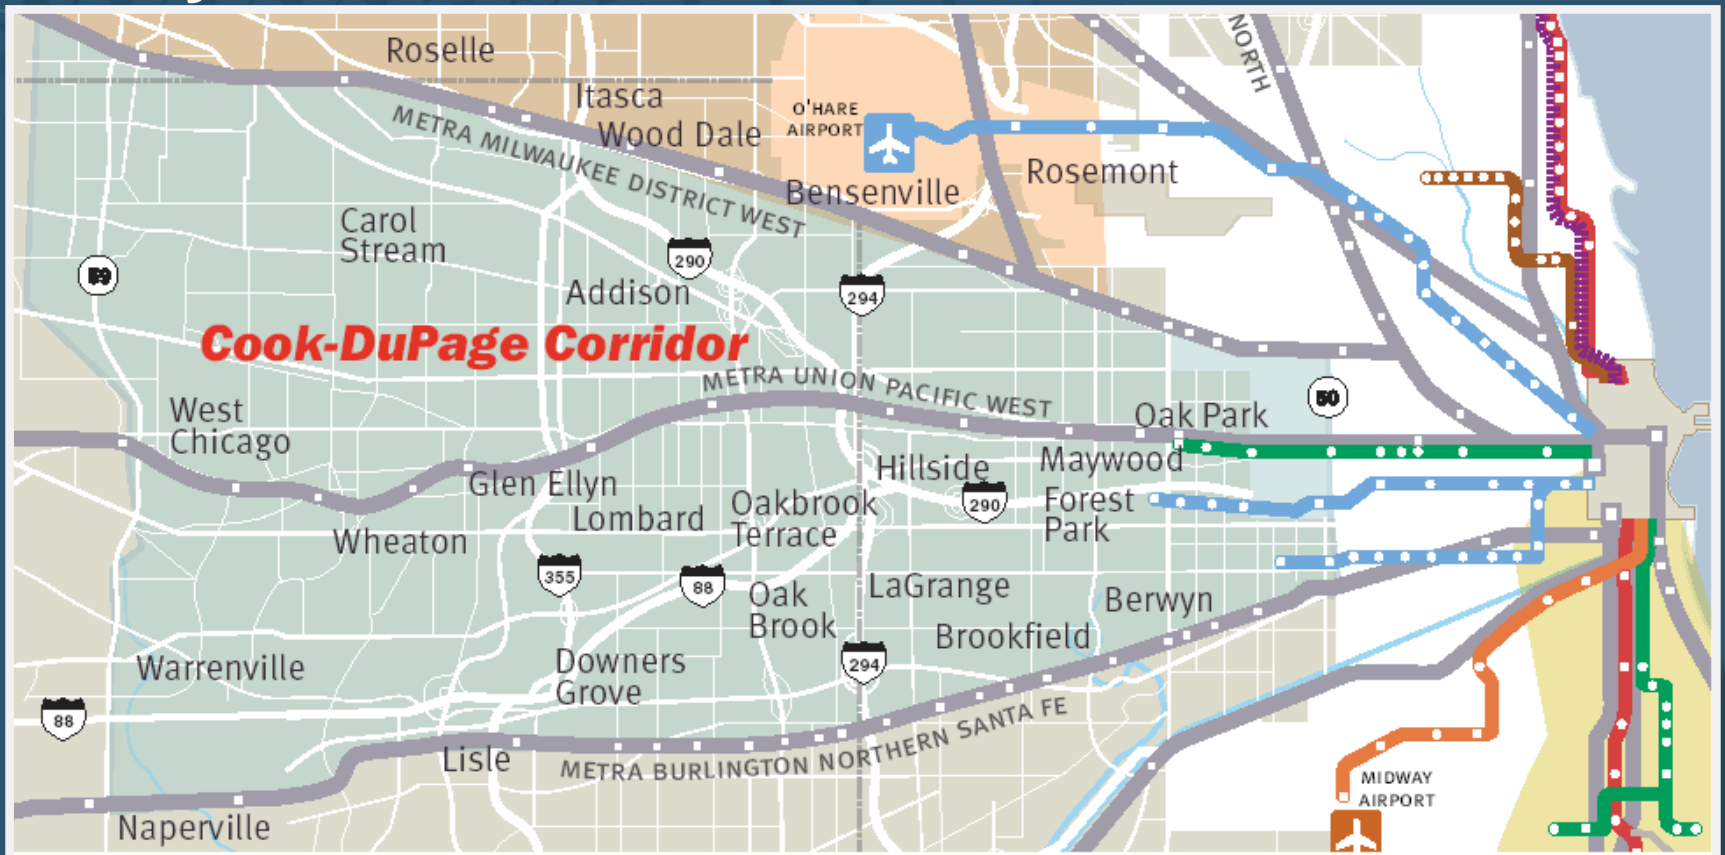 NORTH
Roselle
Itasca
O'HARE
AIRPORT
METRA MILWAUKEE DISTRICT WEST
Wood Dale
Rosemont
Bensenville
Carol
Stream
290
59
Addison
294
Cook-DuPage Corridor
METRA UNION PACIFIC WEST
50
West
Chicago
Oak Park
Hillside
Maywood
Glen Ellyn
Oakbrook
Terrace
290
Forest
Park
Lombard
Wheaton
355
88
LaGrange
Oak
Brook
Berwyn
Brookfield
Warrenville
Downers
Grove
294
88
METRA BURLINGTON NORTHERN SANTA FE
Lisle
MIDWAY
AIRPORT
Naperville